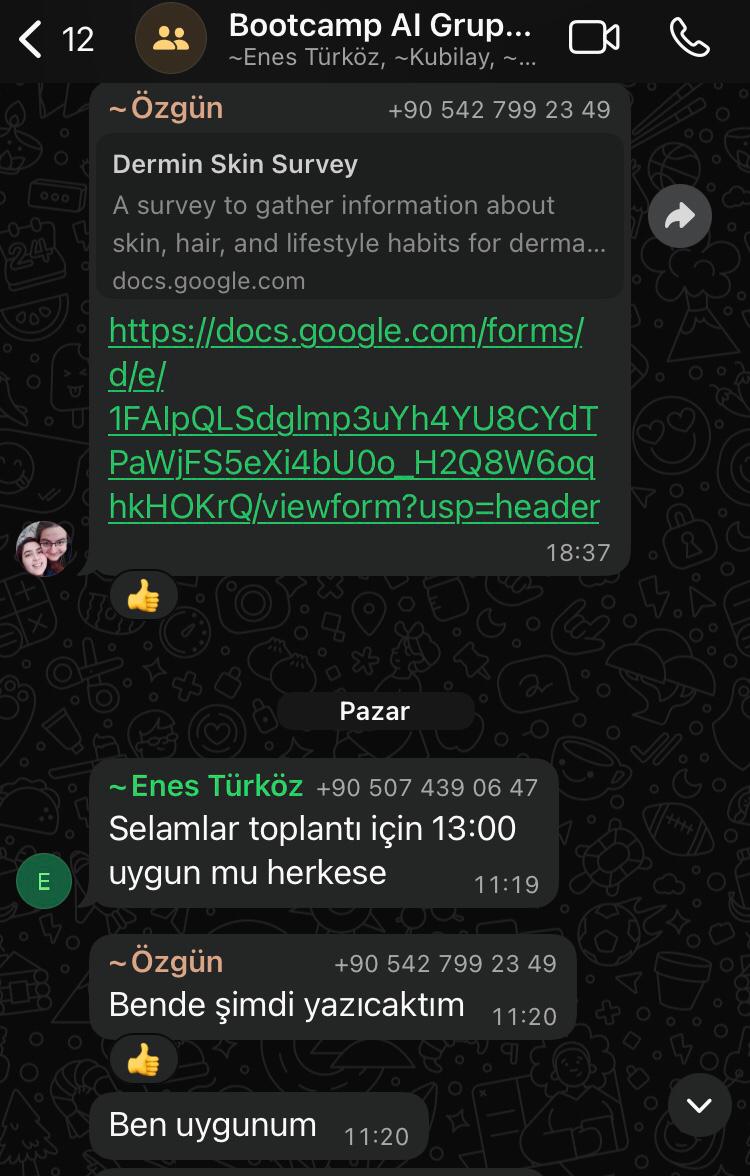 12
Bootcamp AI Grup...
~Enes Türköz, ~Kubilay, ~...
~Özgün +90 542 799 23 49
Dermin Skin Survey
A survey to gather information about
skin, hair, and lifestyle habits for derma...
docs.google.com
https://docs.google.com/forms/
d/e/
1FAIpQLSdglmp3uYh4YU8CYdT
PaWjFS5eXi4bU0o_H2Q8W6oq
hkHOKrQ/viewform?usp=header
18:37
Pazar
~Enes Türköz +90 507 439 06 47
Selamlar toplantı için 13:00
uygun mu herkese 11:19
E
~Özgün +90 542 799 23 49
Bende şimdi yazıcaktım 11:20
Ben uygunum 11:20